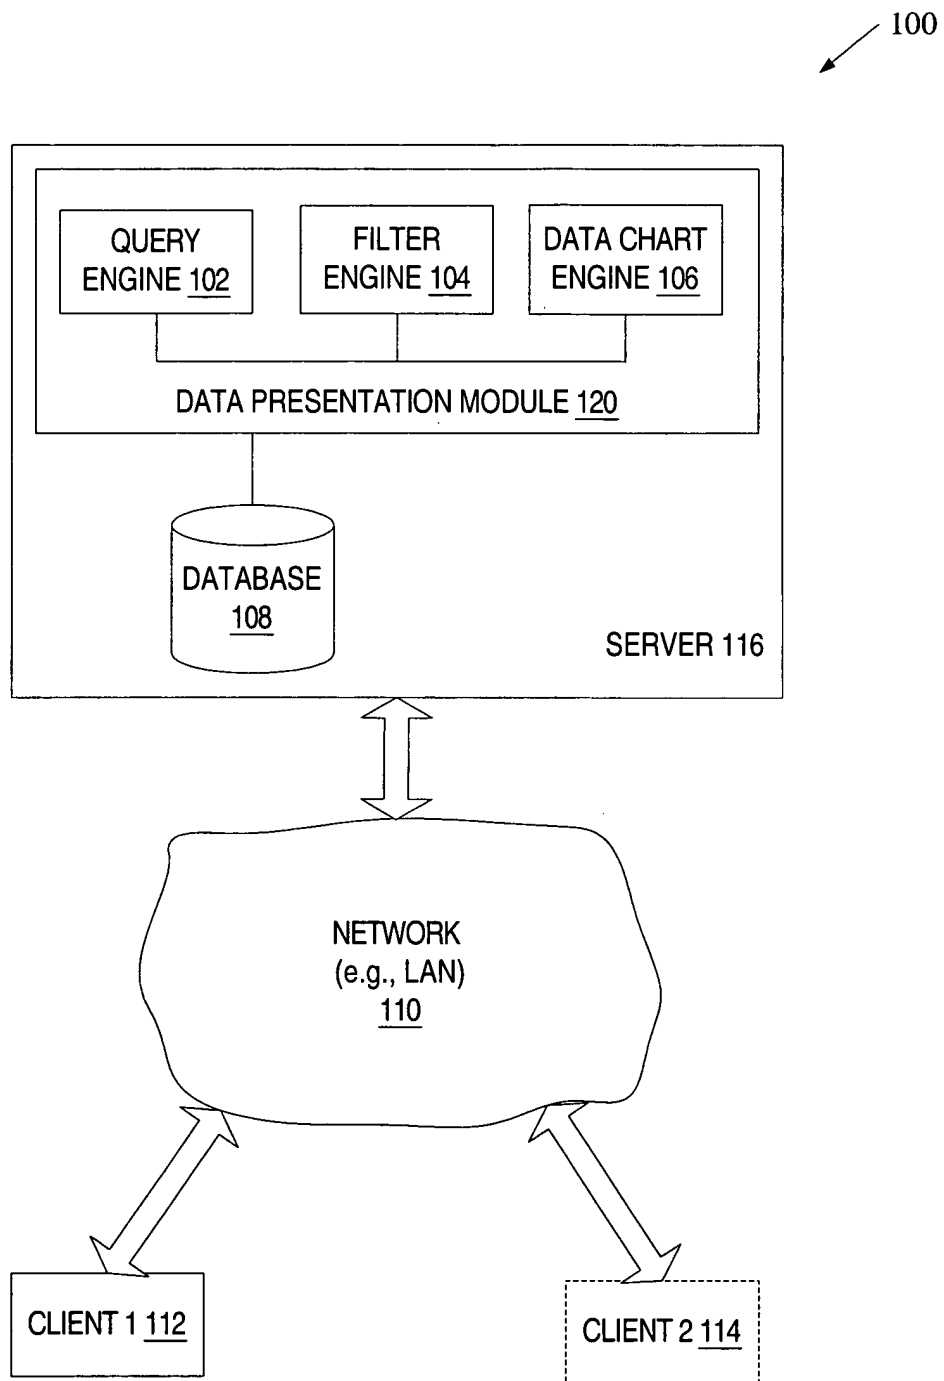 100
QUERY
ENGINE 102
FILTER
ENGINE 104
DATA CHART
ENGINE 106
DATA PRESENTATION MODULE 120
DATABASE
108
SERVER 116
NETWORK
(e.g., LAN)
110
CLIENT 1 112
CLIENT 2 114